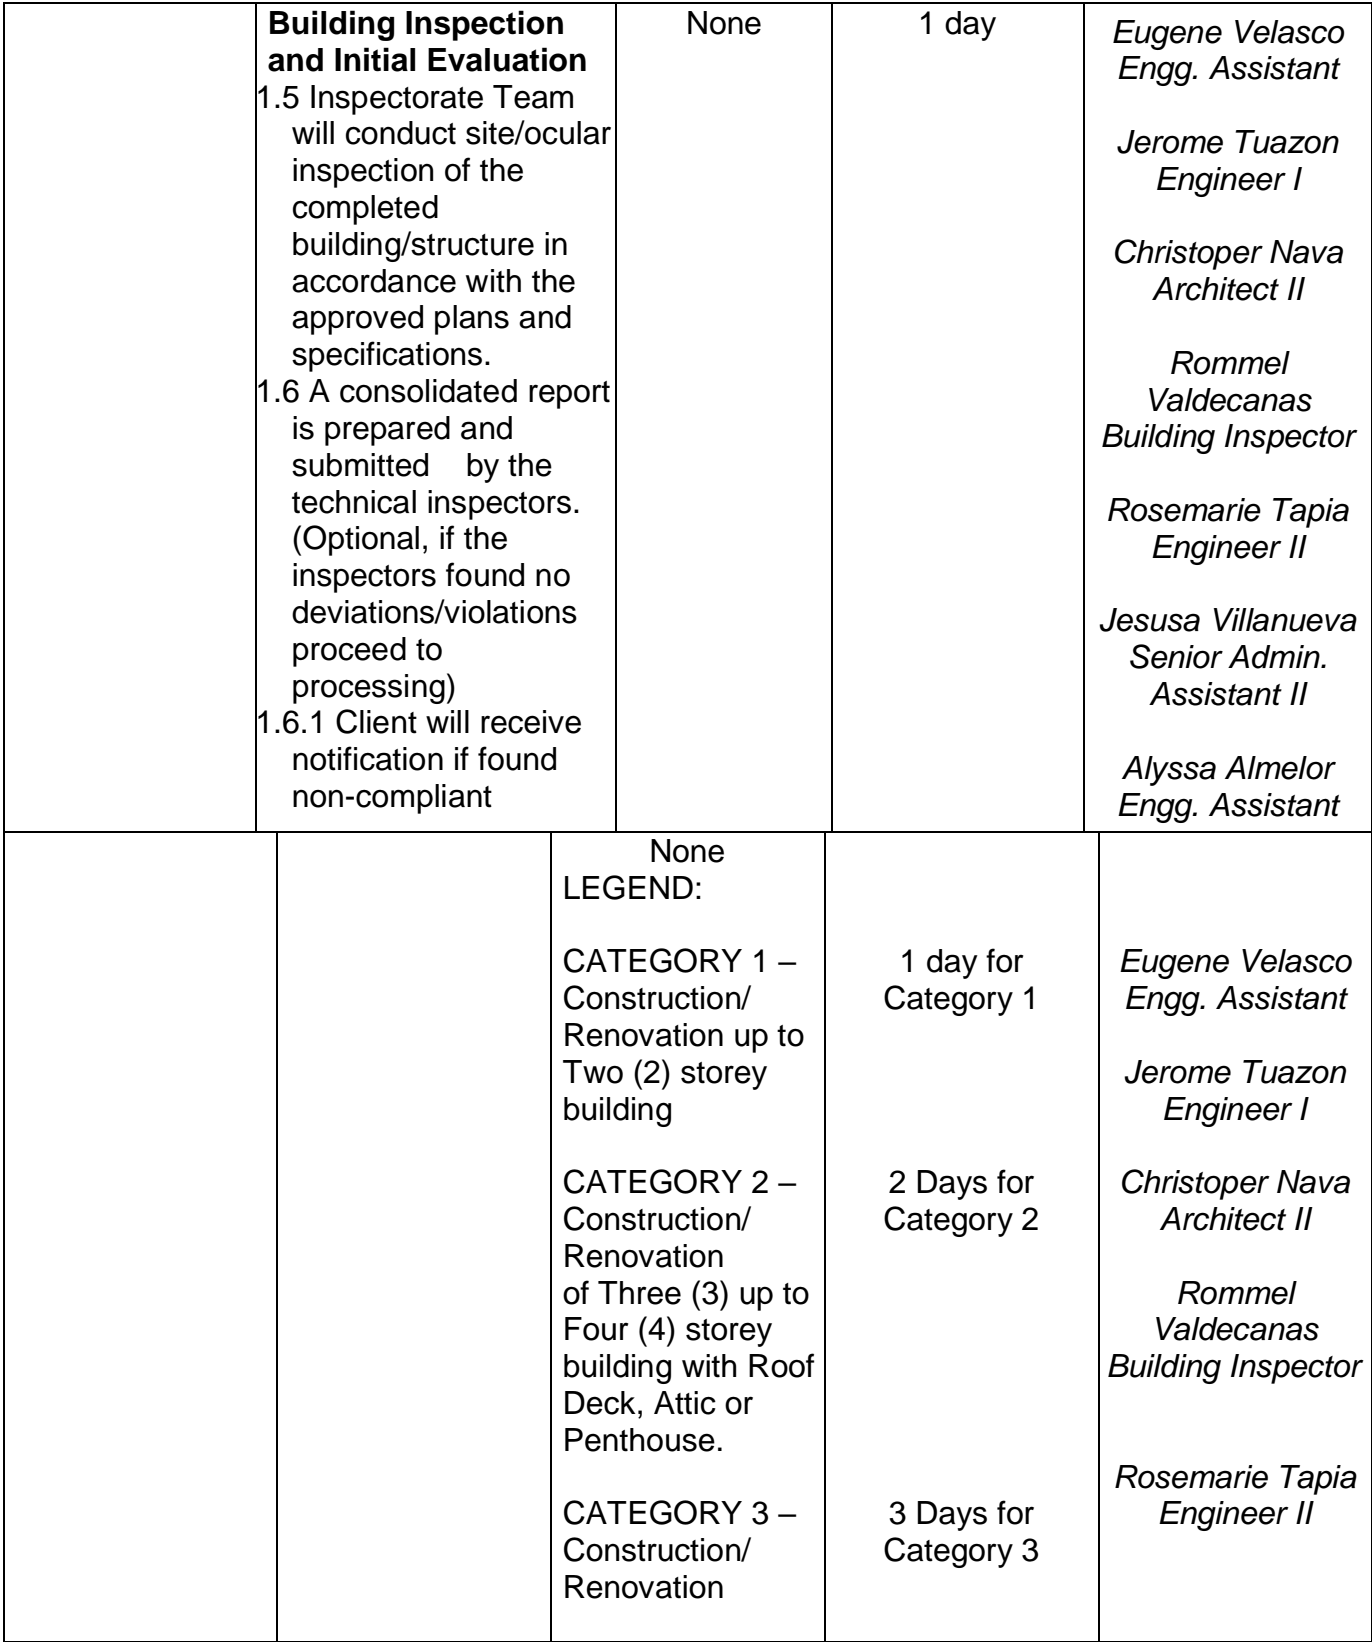 Building Inspection
and Initial Evaluation
1.5 Inspectorate Team
will conduct site/ocular
inspection of the
completed
building/structure in
accordance with the
approved plans and
specifications.
1.6 A consolidated report
is prepared and
submitted by the
technical inspectors.
(Optional, if the
inspectors found no
deviations/violations
proceed to
processing)
1.6.1 Client will receive
notification if found
non-compliant
None
1 day
Eugene Velasco
Engg. Assistant
Jerome Tuazon
Engineer I
Christoper Nava
Architect II
Rommel
Valdecanas
Building Inspector
Rosemarie Tapia
Engineer II
Jesusa Villanueva
Senior Admin.
Assistant II
Alyssa Almelor
Engg. Assistant
None
LEGEND:
CATEGORY 1 –
Construction/
Renovation up to
Two (2) storey
building
CATEGORY 2 –
Construction/
Renovation
of Three (3) up to
Four (4) storey
building with Roof
Deck, Attic or
Penthouse.
CATEGORY 3 –
Construction/
Renovation
1 day for
Category 1
2 Days for
Category 2
3 Days for
Category 3
Eugene Velasco
Engg. Assistant
Jerome Tuazon
Engineer I
Christoper Nava
Architect II
Rommel
Valdecanas
Building Inspector
Rosemarie Tapia
Engineer II